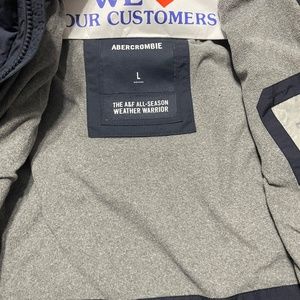 WE
OUR CUSTOMERS
ABERCROMBIE
L
THE A&F ALL-SEASON
WEATHER WARRIOR